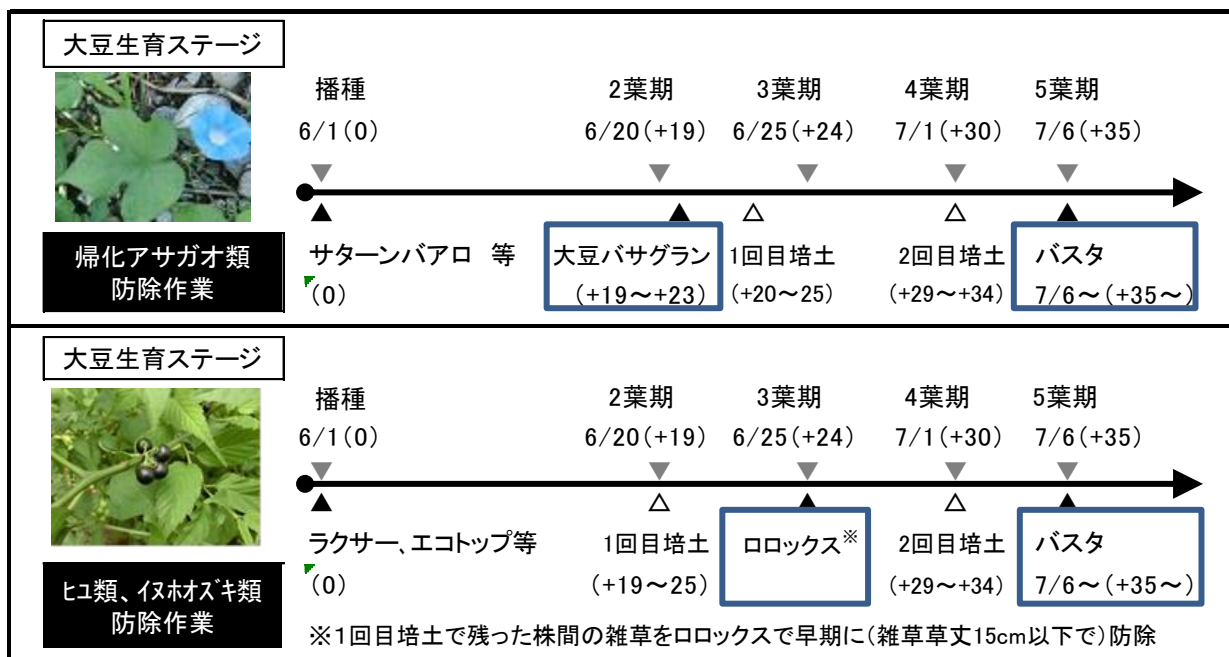 大豆生育ステージ
播種 2葉期 3葉期 4葉期 5葉期
6/1(0) 6/20(+19) 6/25(+24) 7/1(+30) 7/6(+35)
帰化アサガオ類
防除作業
サターンバアロ 等 大豆バサグラン 1回目培土 2回目培土 バスタ
(0) (+19～+23) (+20～25) (+29～+34) 7/6～(+35～)
大豆生育ステージ
播種 2葉期 3葉期 4葉期 5葉期
6/1(0) 6/20(+19) 6/25(+24) 7/1(+30) 7/6(+35)
ラクサー、エコトップ等 1回目培土 ロロックス※ 2回目培土 バスタ
(0) (+19～25) (+29～+34) 7/6～(+35～)
ﾋﾕ類、ｲﾇﾎｵｽﾞｷ類
防除作業
※1回目培土で残った株間の雑草をロロックスで早期に(雑草草丈15cm以下で)防除